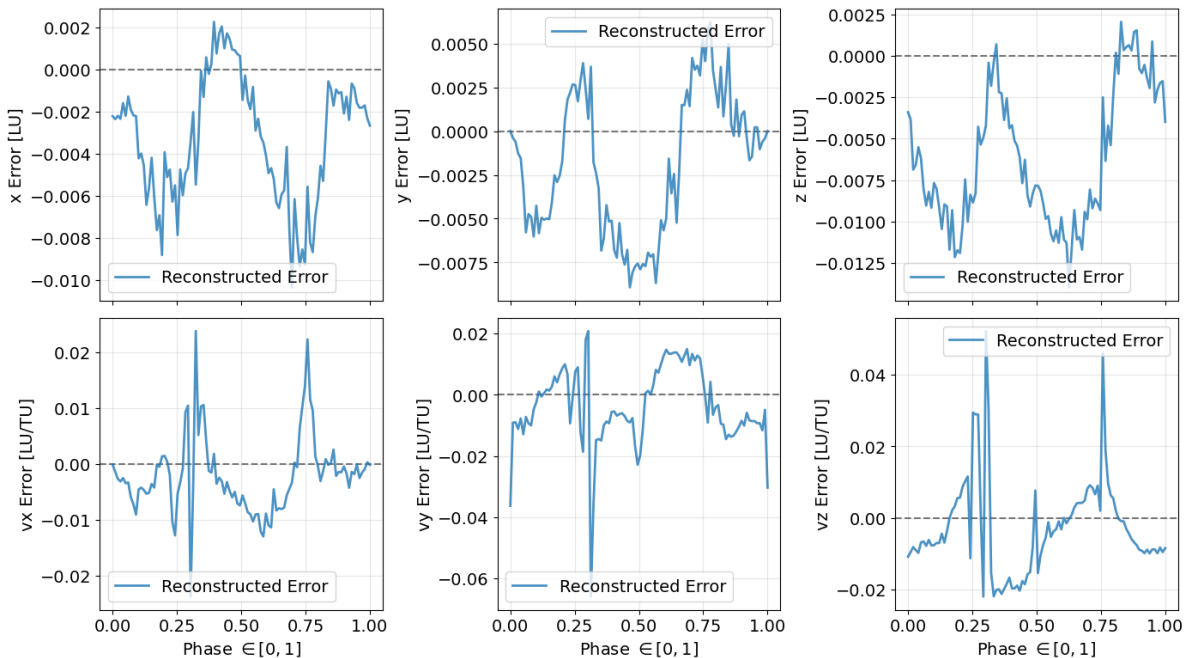 0.002
0.000
−0.002
−0.004
−0.006
−0.008
−0.010
x Error [LU]
Reconstructed Error
0.0050
0.0025
0.0000
−0.0025
−0.0050
−0.0075
y Error [LU]
Reconstructed Error
0.0025
0.0000
−0.0025
−0.0050
−0.0075
−0.0100
−0.0125
z Error [LU]
Reconstructed Error
0.02
0.01
0.00
−0.01
−0.02
vx Error [LU/TU]
Reconstructed Error
0.00 0.25 0.50 0.75 1.00
Phase ∈[0, 1]
0.02
0.00
−0.02
−0.04
−0.06
vy Error [LU/TU]
Reconstructed Error
0.00 0.25 0.50 0.75 1.00
Phase ∈[0, 1]
0.04
0.02
0.00
−0.02
vz Error [LU/TU]
Reconstructed Error
0.00 0.25 0.50 0.75 1.00
Phase ∈[0, 1]